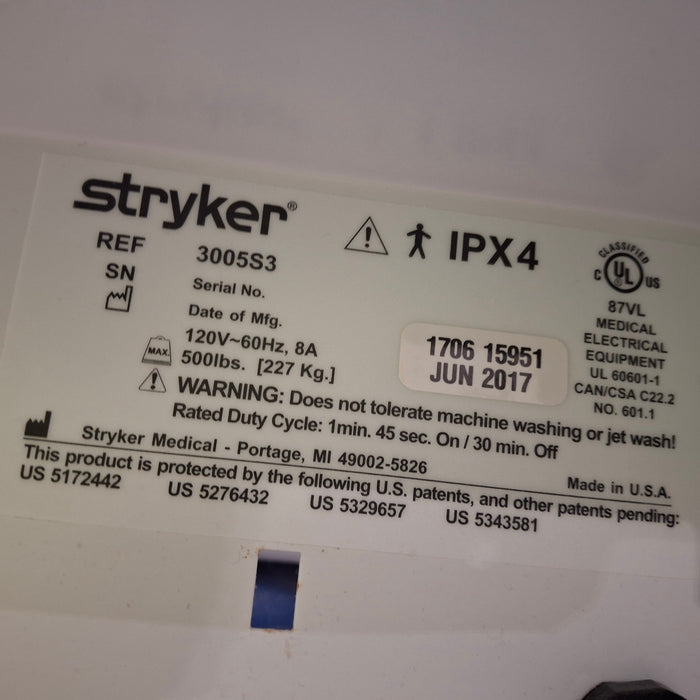 stryker®
REF 3005S3
SN Serial No.
Date of Mfg.
120V~60Hz, 8A
MAX. 500lbs. [227 Kg.]
IPX4
1706 15951
JUN 2017
CLASSIFIED
C UL US
87VL
MEDICAL
ELECTRICAL
EQUIPMENT
UL 60601-1
CAN/CSA C22.2
NO. 601.1
WARNING: Does not tolerate machine washing or jet wash!
Rated Duty Cycle: 1min. 45 sec. On / 30 min. Off
Stryker Medical - Portage, MI 49002-5826
Made in U.S.A.
This product is protected by the following U.S. patents, and other patents pending:
US 5172442 US 5276432 US 5329657 US 5343581